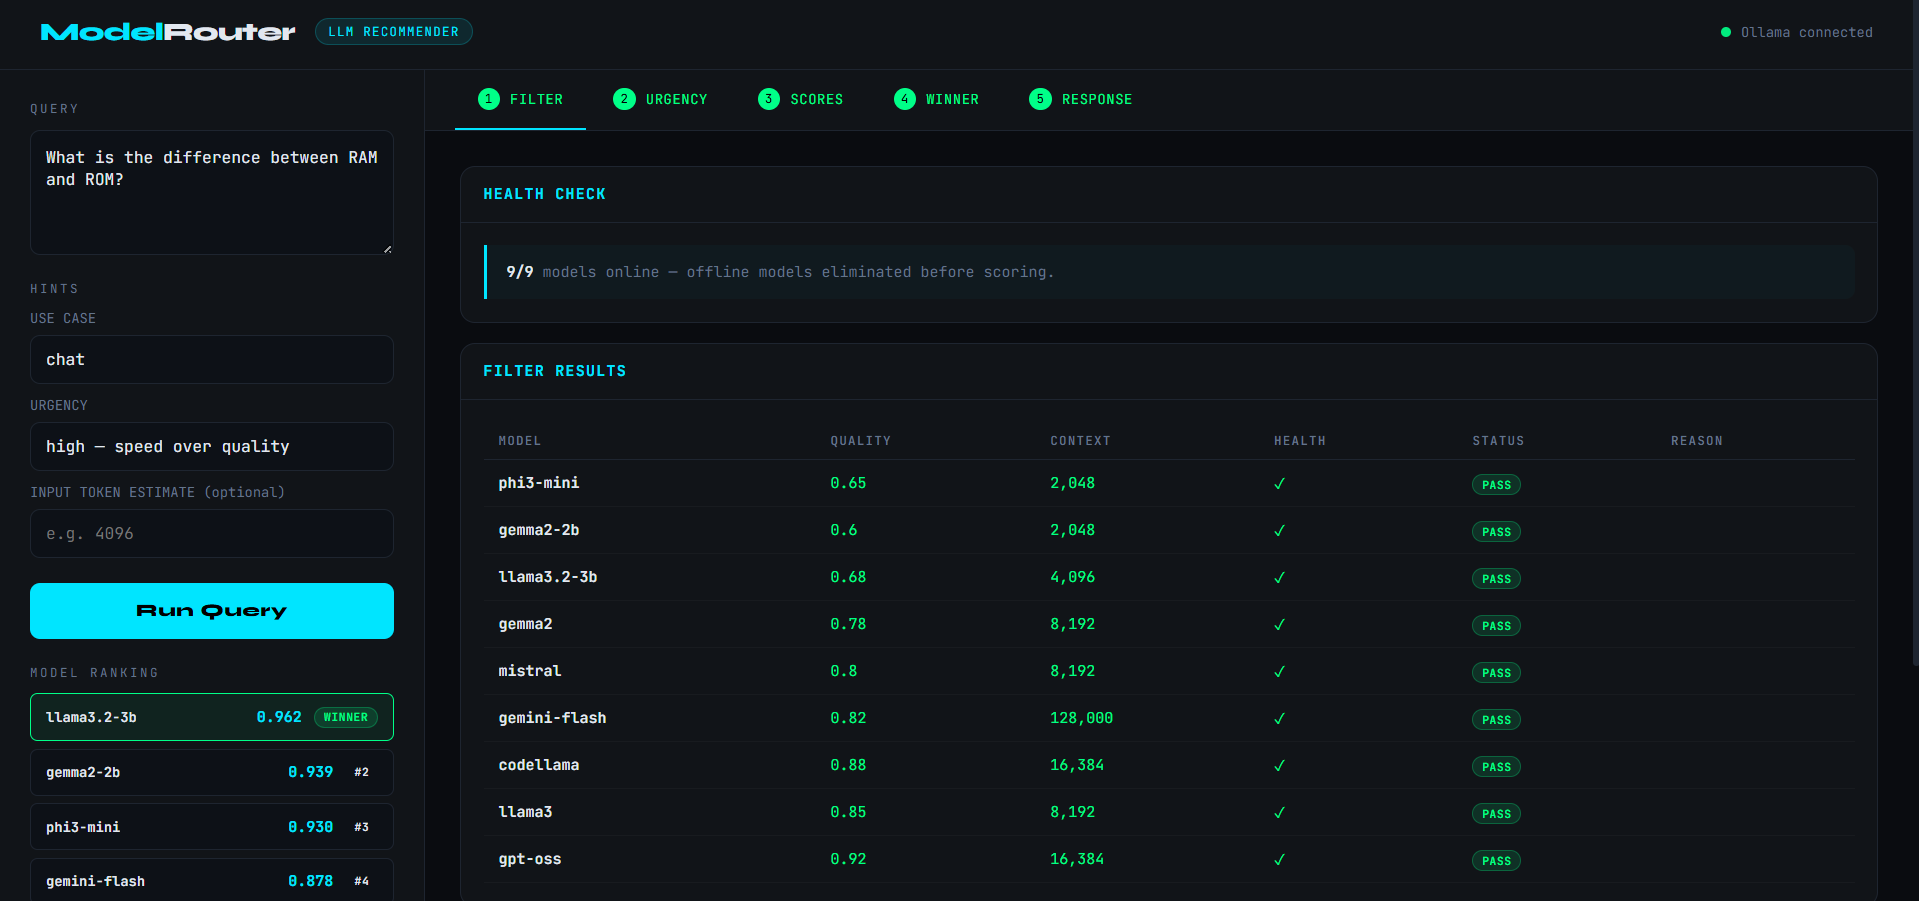 ModelRouter
LLM RECOMMENDER
Ollama connected
QUERY
What is the difference between RAM
and ROM?
HINTS
USE CASE
chat
URGENCY
high — speed over quality
INPUT TOKEN ESTIMATE (optional)
e.g. 4096
Run Query
MODEL RANKING
llama3.2-3b 0.962 WINNER
gemma2-2b 0.939 #2
phi3-mini 0.930 #3
gemini-flash 0.878 #4
1 FILTER 2 URGENCY 3 SCORES 4 WINNER 5 RESPONSE
HEALTH CHECK
9/9 models online — offline models eliminated before scoring.
FILTER RESULTS
MODEL QUALITY CONTEXT HEALTH STATUS REASON
phi3-mini 0.65 2,048 ✓ PASS
gemma2-2b 0.6 2,048 ✓ PASS
llama3.2-3b 0.68 4,096 ✓ PASS
gemma2 0.78 8,192 ✓ PASS
mistral 0.8 8,192 ✓ PASS
gemini-flash 0.82 128,000 ✓ PASS
codellama 0.88 16,384 ✓ PASS
llama3 0.85 8,192 ✓ PASS
gpt-oss 0.92 16,384 ✓ PASS